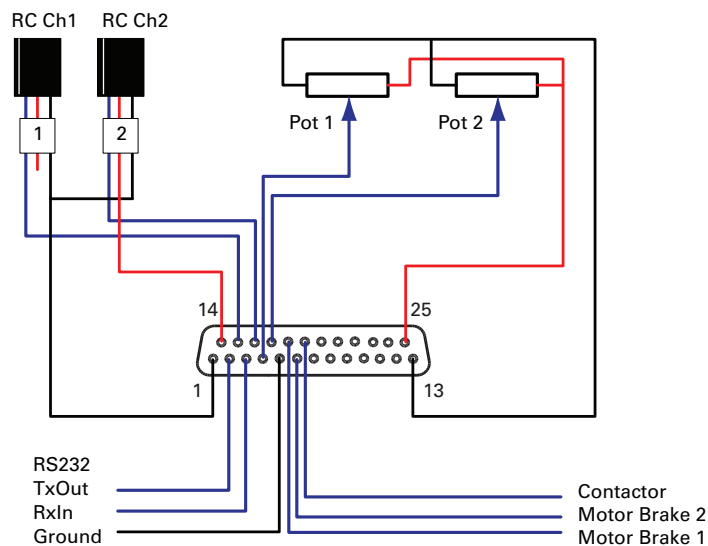 RC Ch1 RC Ch2
1 2
Pot 1 Pot 2
14 25
1 13
RS232
TxOut
RxIn
Ground
Contactor
Motor Brake 2
Motor Brake 1